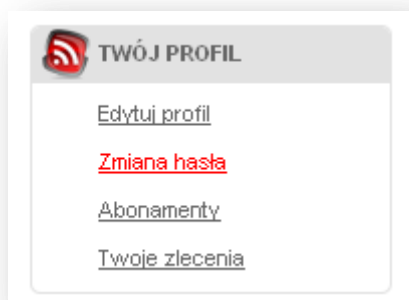 TWÓJ PROFIL
Edytuj profil
Zmiana hasła
Abonamenty
Twoje zlecenia